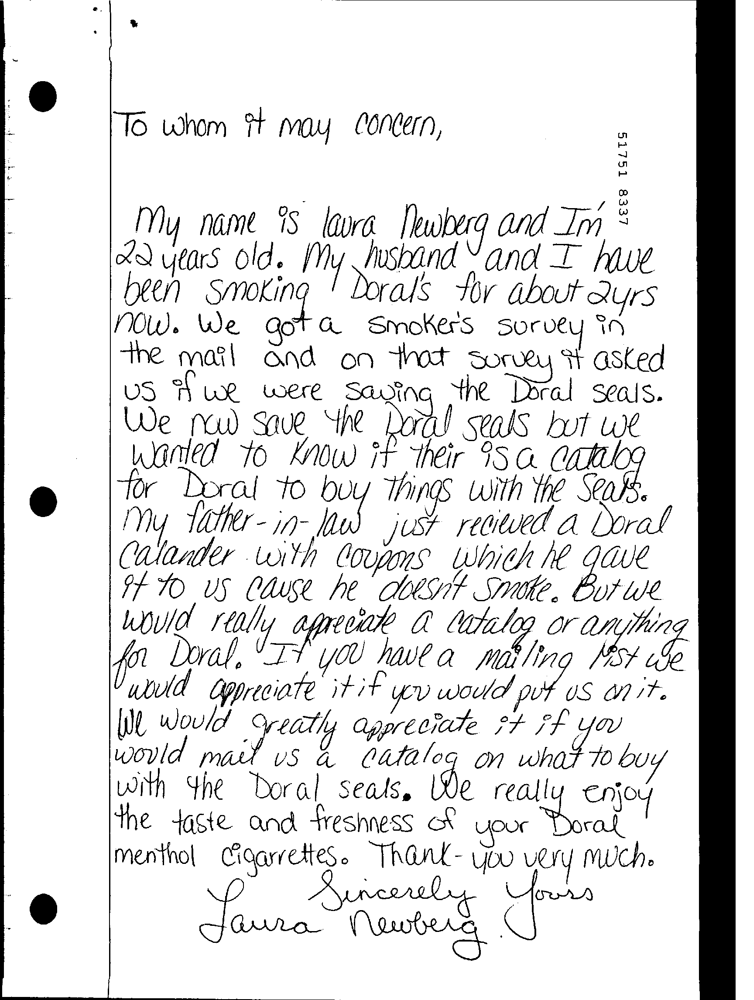 To whom it may concern,
51751 8337
My name is laura Newberg and I'm
22 years old. My husband and I have
been smoking Doral's for about 2yrs
now. We got a smoker's survey in
the mail and on that survey it asked
us if we were saving the Doral seals.
We now save the Doral seals but we
wanted to know if their is a catalog
for Doral to buy things with the Seals.
My father-in-law just recieved a Doral
Calander with coupons which he gave
it to us cause he doesn't smoke. But we
would really appreciate a catalog or anything
for Doral. If you have a mailing list we
would appreciate it if you would put us on it.
We would greatly appreciate it if you
would mail us a catalog on what to buy
with the Doral seals. We really enjoy
the taste and freshness of your Doral
menthol cigarrettes. Thank-you very much.
Sincerely Yours
Laura Newberg